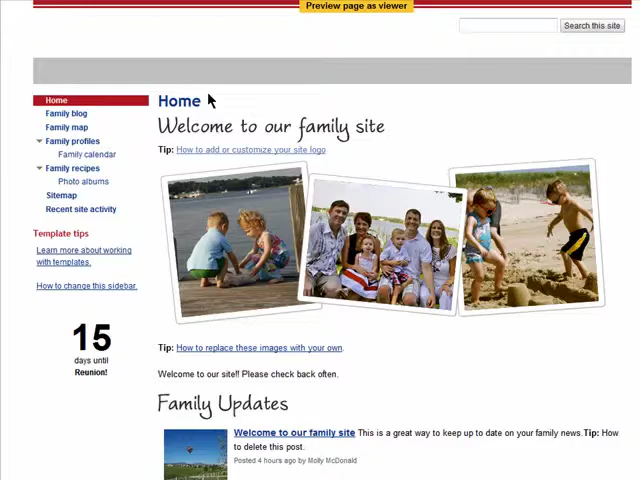 Preview page as viewer
Search this site
Home
Home
Family blog
Welcome to our family site
Family map
Family profiles
Tip: How to add or customize your site logo
Family calendar
Family recipes
Photo albums
Sitemap
Recent site activity
Template tips
Learn more about working
with templates.
How to change this sidebar.
15
days until
Reunion!
Tip: How to replace these images with your own.
Welcome to our site!! Please check back often.
Family Updates
Welcome to our family site This is a great way to keep up to date on your family news.Tip: How
to delete this post.
Posted 4 hours ago by Molly McDonald